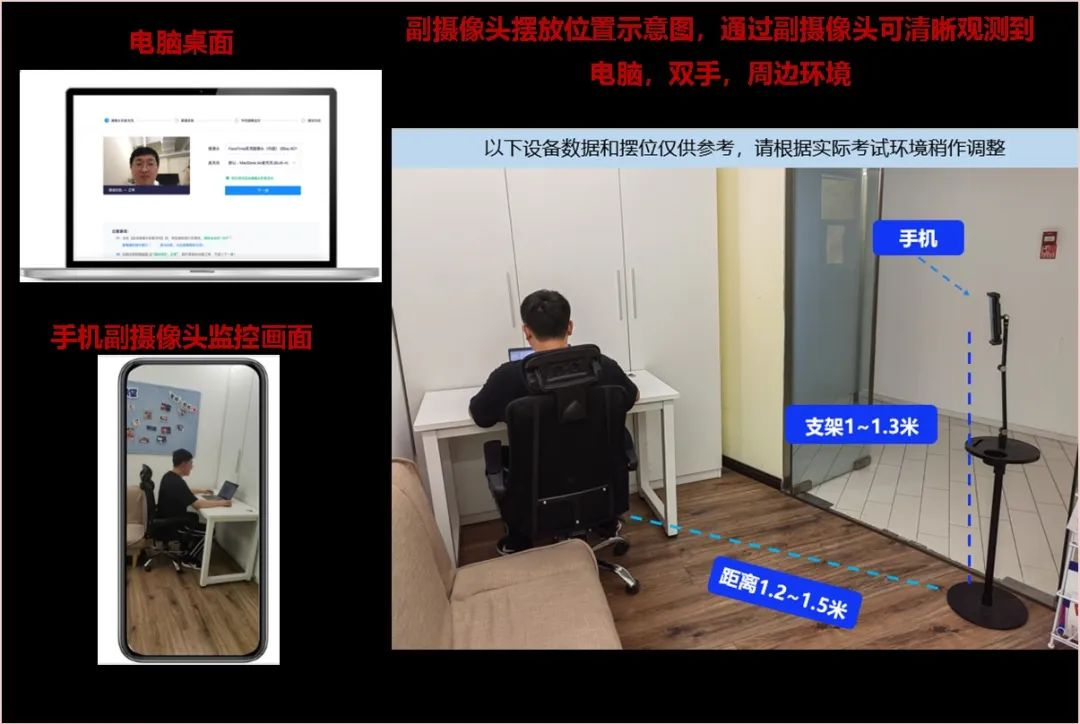 电脑桌面
副摄像头摆放位置示意图，通过副摄像头可清晰观测到
电脑，双手，周边环境
以下设备数据和摆位仅供参考，请根据实际考试环境稍作调整
手机
手机副摄像头监控画面
支架1~1.3米
距离1.2~1.5米
下一步